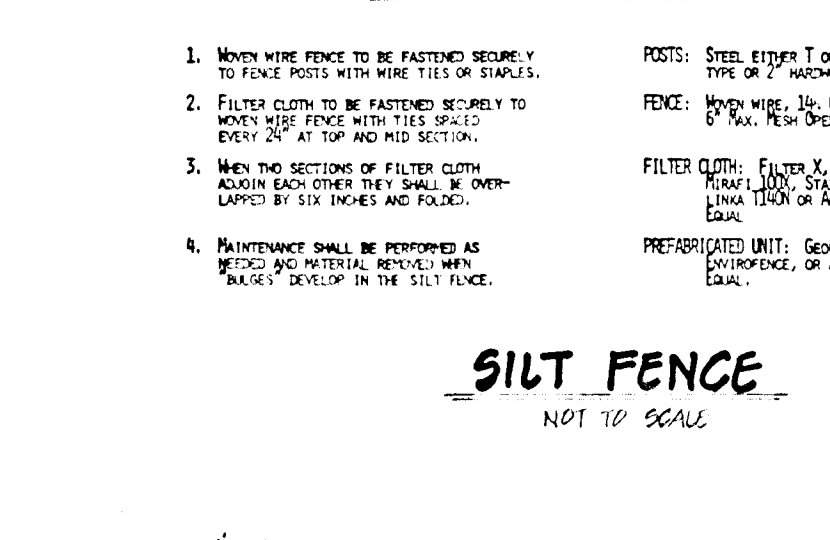 1. WOVEN WIRE FENCE TO BE FASTENED SECURELY
TO FENCE POSTS WITH WIRE TIES OR STAPLES.
2. FILTER CLOTH TO BE FASTENED SECURELY TO
WOVEN WIRE FENCE WITH TIES SPACED
EVERY 24" AT TOP AND MID SECTION.
3. WHEN TWO SECTIONS OF FILTER CLOTH
ADJOIN EACH OTHER THEY SHALL BE OVER-
LAPPED BY SIX INCHES AND FOLDED.
4. MAINTENANCE SHALL BE PERFORMED AS
NEEDED AND MATERIAL REMOVED WHEN
"BULGES" DEVELOP IN THE SILT FENCE.
POSTS: STEEL EITHER T O
TYPE OR 2" HARDW
FENCE: WOVEN WIRE, 14
6" MAX. MESH OPE
FILTER CLOTH: FILTER X,
MIRAFI 100X, STA
LINKA T140N OR A
EQUAL
PREFABRICATED UNIT: GEO
ENVIROFENCE, OR
EQUAL.
SILT FENCE
NOT TO SCALE